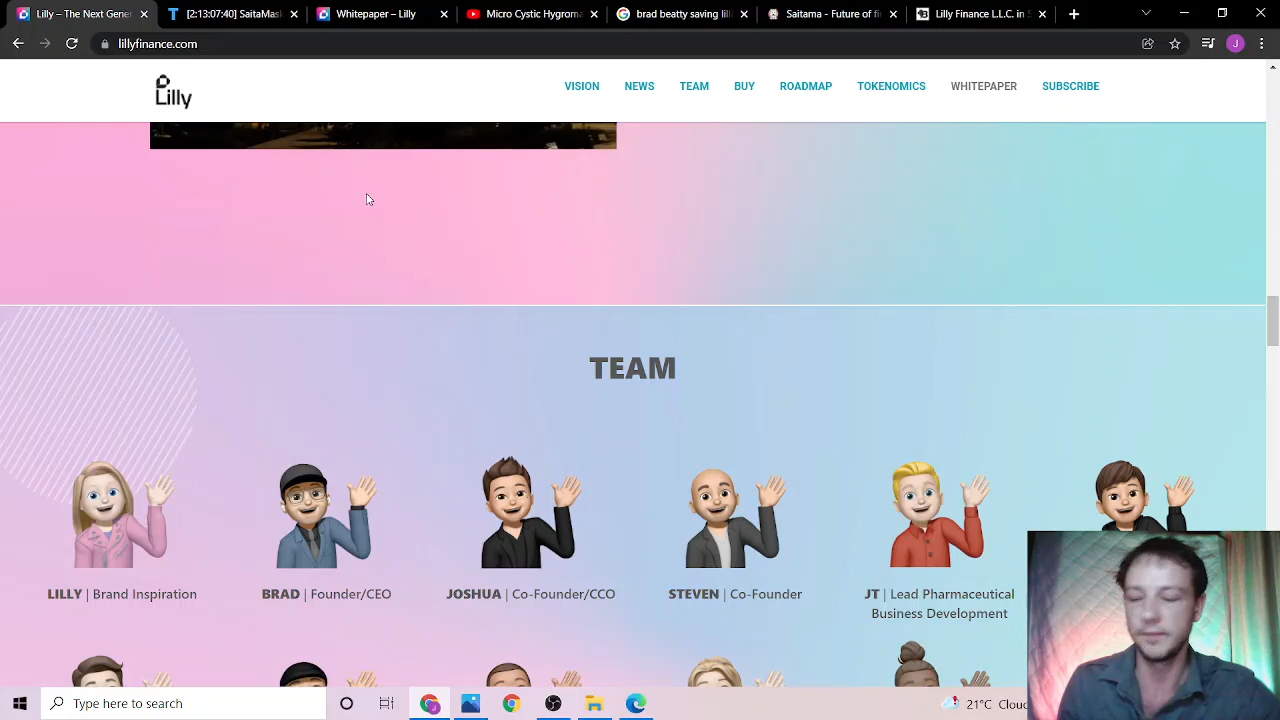 Lilly – The Next Gener
[2:13:07:40] SaitaMask
Whitepaper – Lilly
Micro Cystic Hygroma
brad beatty saving lill
Saitama - Future of fi
Lilly Finance L.L.C. in S
lillyfinance.com
J
Lilly
VISION
NEWS
TEAM
BUY
ROADMAP
TOKENOMICS
WHITEPAPER
SUBSCRIBE
TEAM
LILLY | Brand Inspiration
BRAD | Founder/CEO
JOSHUA | Co-Founder/CCO
STEVEN | Co-Founder
JT | Lead Pharmaceutical
Business Development
Type here to search
21°C Clouc